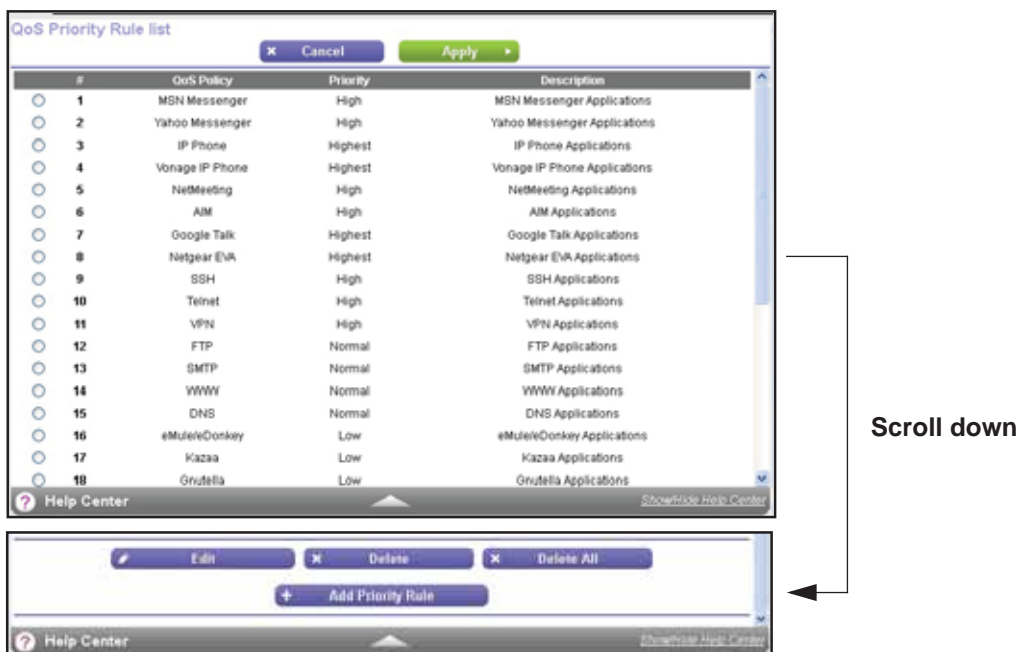 QoS Priority Rule list
Cancel Apply
# QoS Policy Priority Description
1 MSN Messenger High MSN Messenger Applications
2 Yahoo Messenger High Yahoo Messenger Applications
3 IP Phone Highest IP Phone Applications
4 Vonage IP Phone Highest Vonage IP Phone Applications
5 NetMeeting High NetMeeting Applications
6 AIM High AIM Applications
7 Google Talk Highest Google Talk Applications
8 Netgear EVA Highest Netgear EVA Applications
9 SSH High SSH Applications
10 Telnet High Telnet Applications
11 VPN High VPN Applications
12 FTP Normal FTP Applications
13 SMTP Normal SMTP Applications
14 WWW Normal WWW Applications
15 DNS Normal DNS Applications
16 eMule/eDonkey Low eMule/eDonkey Applications
17 Kazaa Low Kazaa Applications
18 Gnutella Low Gnutella Applications
? Help Center Show/Hide Help Center
Scroll down
Edit Delete Delete All
Add Priority Rule
? Help Center Show/Hide Help Center